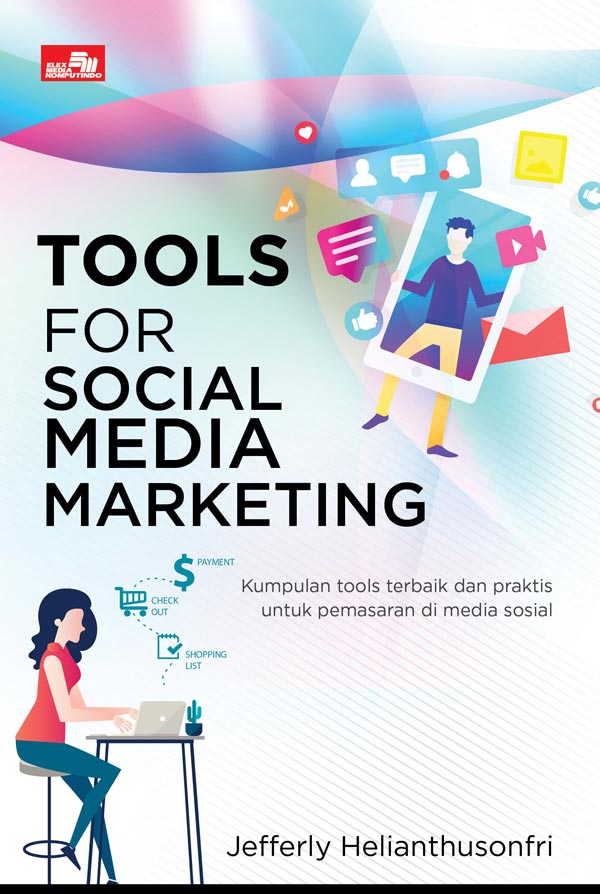 ELEX
MEDIA
KOMPUTINDO
TOOLS
FOR
SOCIAL
MEDIA
MARKETING
Kumpulan tools terbaik dan praktis
untuk pemasaran di media sosial
PAYMENT
CHECK
OUT
SHOPPING
LIST
Jefferly Helianthusonfri